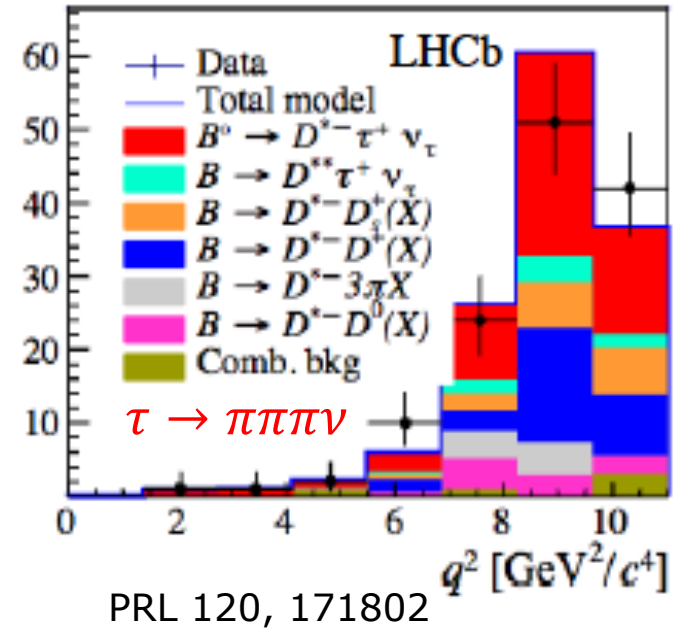 60
50
40
30
20
10
LHCb
Data
Total model
B⁰ → D*⁻ τ⁺ ν_τ
B → D** τ⁺ ν_τ
B → D*⁻ D_s⁺(X)
B → D*⁻ D⁺(X)
B → D*⁻ 3πX
B → D*⁻ D⁰(X)
Comb. bkg
τ → πππν
0 2 4 6 8 10
q² [GeV²/c⁴]
PRL 120, 171802